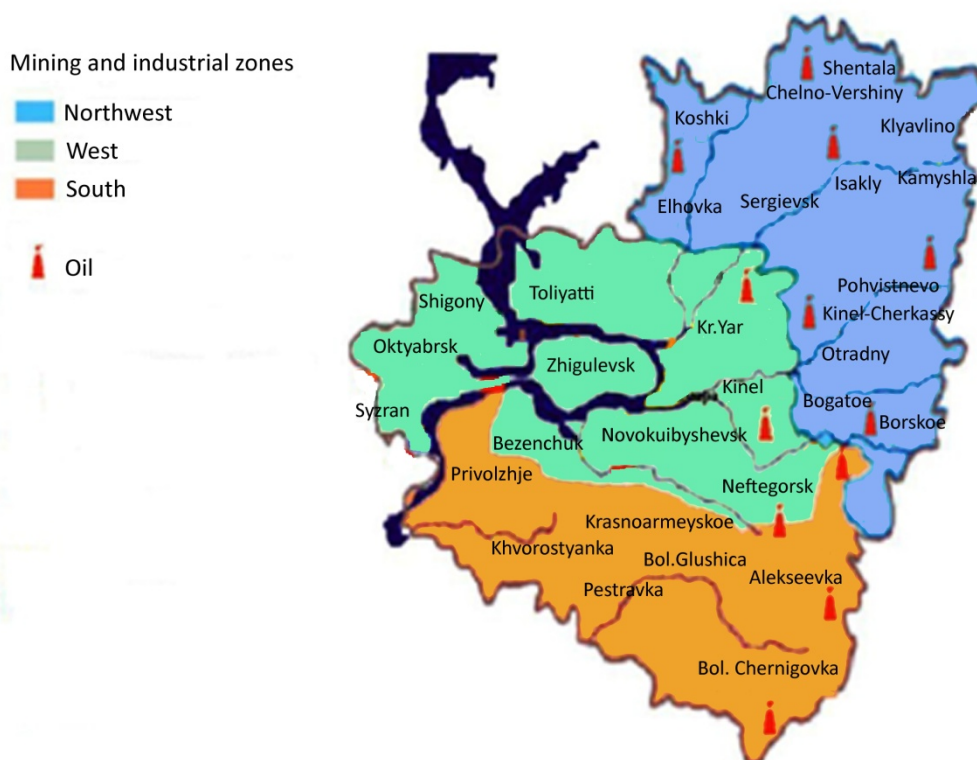 Mining and industrial zones
Northwest
West
South
Oil
Shentala
Chelno-Vershiny
Koshki
Klyavlino
Kamyshla
Isakly
Sergievsk
Elhovka
Pohvistnevo
Kinel-Cherkassy
Otradny
Toliyatti
Shigony
Kr.Yar
Oktyabrsk
Zhigulevsk
Kinel
Bogatoe
Borskoe
Syzran
Bezenchuk
Novokuibyshevsk
Neftegorsk
Privolzhje
Krasnoarmeyskoe
Khvorostyanka
Bol.Glushica
Alekseevka
Pestravka
Bol. Chernigovka